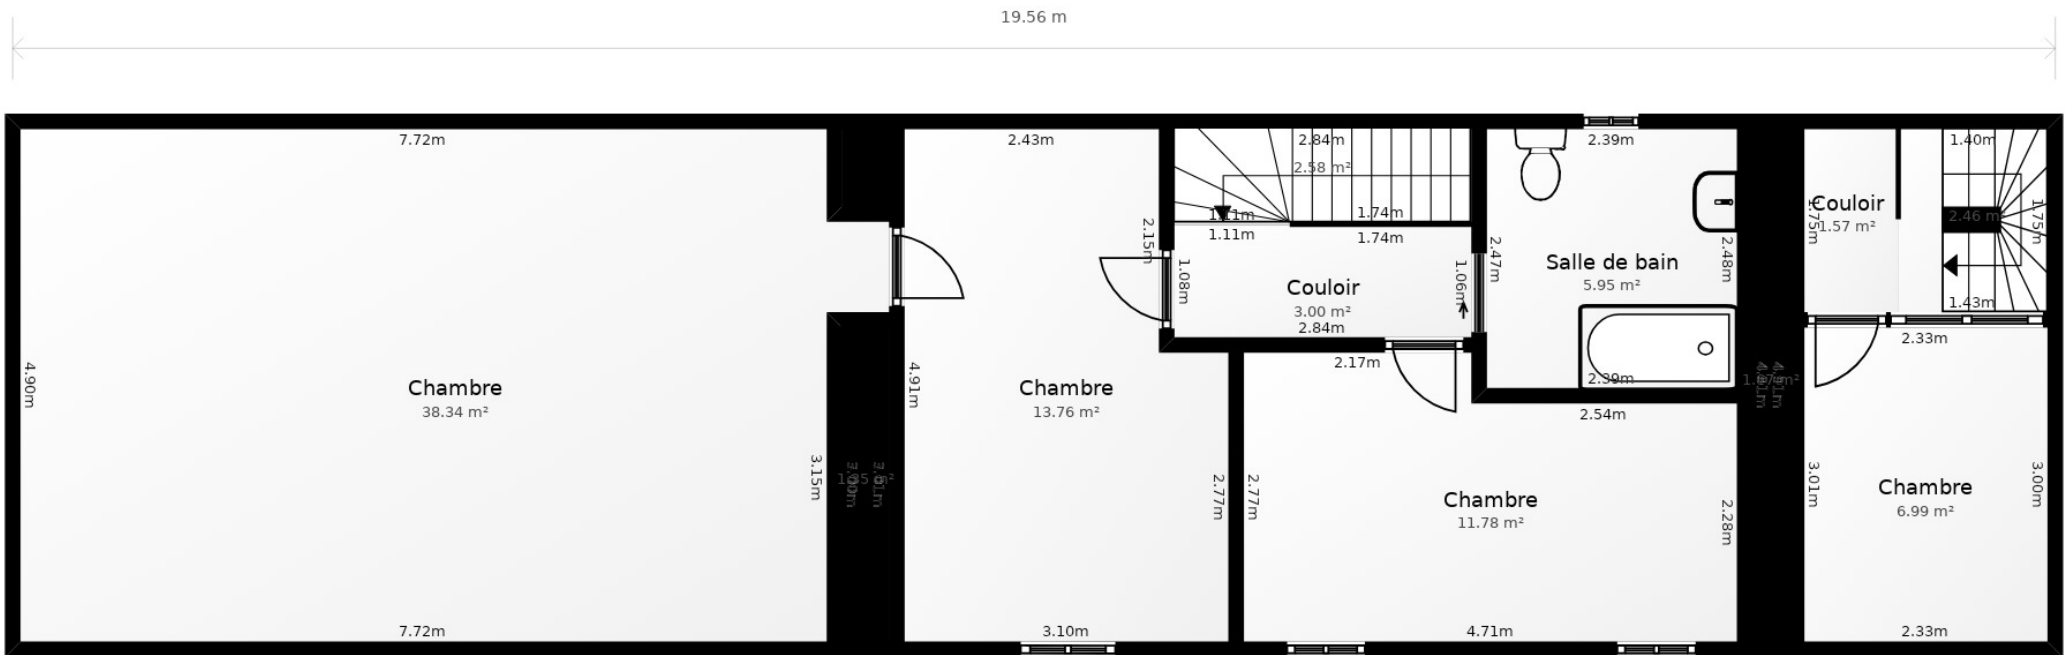 19.56 m
7.72m
2.43m
2.84m
2.58 m²
2.39m
1.40m
Couloir
1.57 m²
1.75m
2.46 m²
1.75m
1.11m
1.74m
1.11m
1.74m
2.15m
1.08m
1.06m
2.47m
2.48m
Couloir
3.00 m²
2.84m
Salle de bain
5.95 m²
1.43m
2.33m
2.17m
2.39m
2.54m
4.90m
Chambre
38.34 m²
4.91m
Chambre
13.76 m²
3.15m
2.77m
2.77m
Chambre
11.78 m²
2.28m
3.01m
Chambre
6.99 m²
3.00m
7.72m
3.10m
4.71m
2.33m